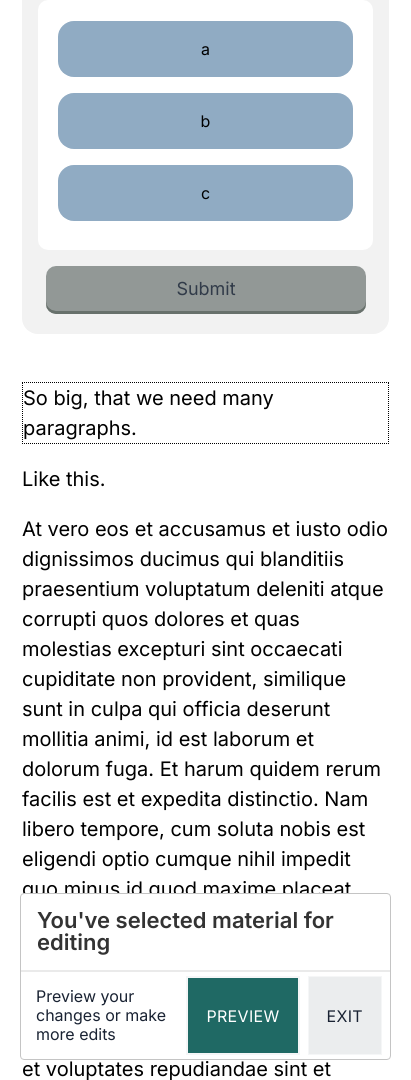 a
b
c
Submit
So big, that we need many
paragraphs.
Like this.
At vero eos et accusamus et iusto odio
dignissimos ducimus qui blanditiis
praesentium voluptatum deleniti atque
corrupti quos dolores et quas
molestias excepturi sint occaecati
cupiditate non provident, similique
sunt in culpa qui officia deserunt
mollitia animi, id est laborum et
dolorum fuga. Et harum quidem rerum
facilis est et expedita distinctio. Nam
libero tempore, cum soluta nobis est
eligendi optio cumque nihil impedit
quo minus id quod maxime placeat
You've selected material for
editing
Preview your
changes or make
more edits
PREVIEW
EXIT
et voluptates repudiandae sint et